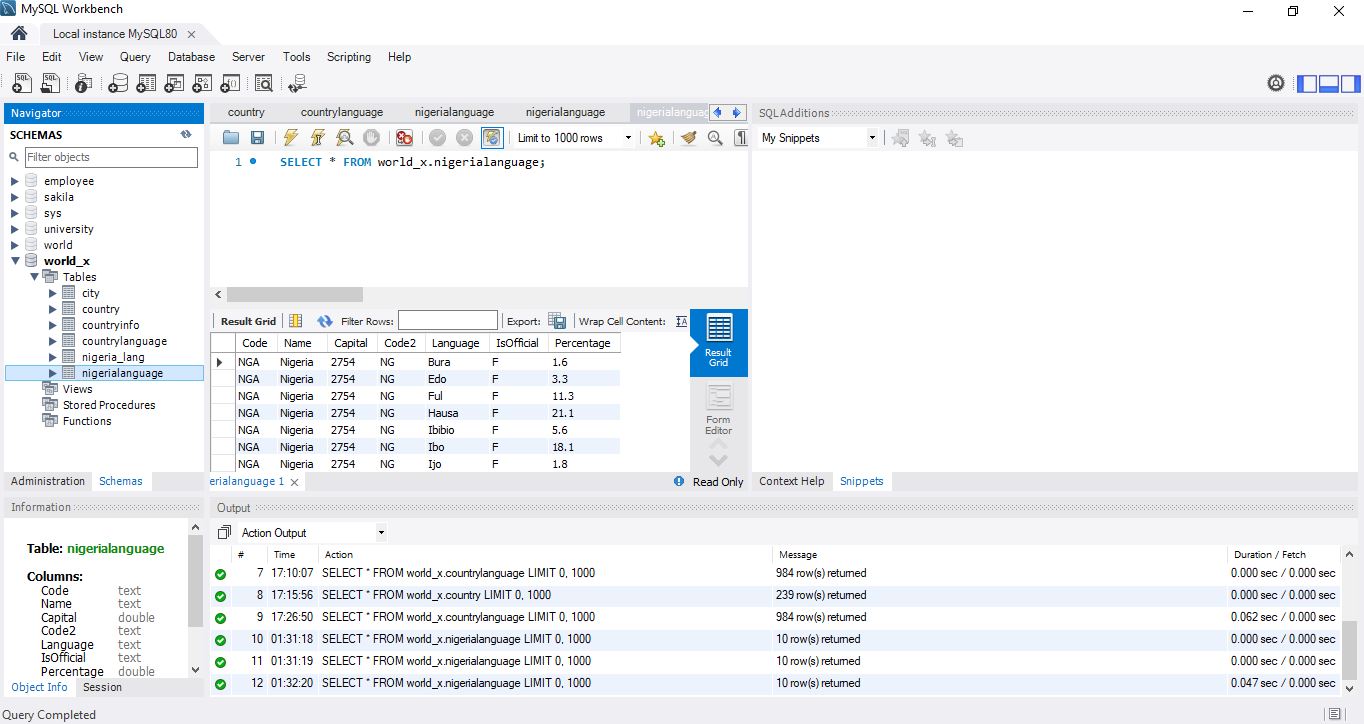 MySQL Workbench
Local instance MySQL80
File Edit View Query Database Server Tools Scripting Help
Navigator
SCHEMAS
Filter objects
employee
sakila
sys
university
world
world_x
Tables
city
country
countryinfo
countrylanguage
nigeria_lang
nigerialanguage
Views
Stored Procedures
Functions
Administration Schemas
Information
Table: nigerialanguage
Columns:
Code text
Name text
Capital double
Code2 text
Language text
IsOfficial text
Percentage double
Object Info Session
country countrylanguage nigerialanguage nigerialanguage nigerialanguag
Limit to 1000 rows
1 SELECT * FROM world_x.nigerialanguage;
Result Grid Filter Rows: Export: Wrap Cell Content:
Code Name Capital Code2 Language IsOfficial Percentage
NGA Nigeria 2754 NG Bura F 1.6
NGA Nigeria 2754 NG Edo F 3.3
NGA Nigeria 2754 NG Ful F 11.3
NGA Nigeria 2754 NG Hausa F 21.1
NGA Nigeria 2754 NG Ibibio F 5.6
NGA Nigeria 2754 NG Ibo F 18.1
NGA Nigeria 2754 NG Ijo F 1.8
Result
Grid
Form
Editor
erialanguage 1
Read Only
SQLAdditions
My Snippets
Context Help Snippets
Output
Action Output
# Time Action Message Duration / Fetch
7 17:10:07 SELECT * FROM world_x.countrylanguage LIMIT 0, 1000 984 row(s) returned 0.000 sec / 0.000 sec
8 17:15:56 SELECT * FROM world_x.country LIMIT 0, 1000 239 row(s) returned 0.000 sec / 0.000 sec
9 17:26:50 SELECT * FROM world_x.countrylanguage LIMIT 0, 1000 984 row(s) returned 0.062 sec / 0.000 sec
10 01:31:18 SELECT * FROM world_x.nigerialanguage LIMIT 0, 1000 10 row(s) returned 0.000 sec / 0.000 sec
11 01:31:19 SELECT * FROM world_x.nigerialanguage LIMIT 0, 1000 10 row(s) returned 0.000 sec / 0.000 sec
12 01:32:20 SELECT * FROM world_x.nigerialanguage LIMIT 0, 1000 10 row(s) returned 0.047 sec / 0.000 sec
Query Completed